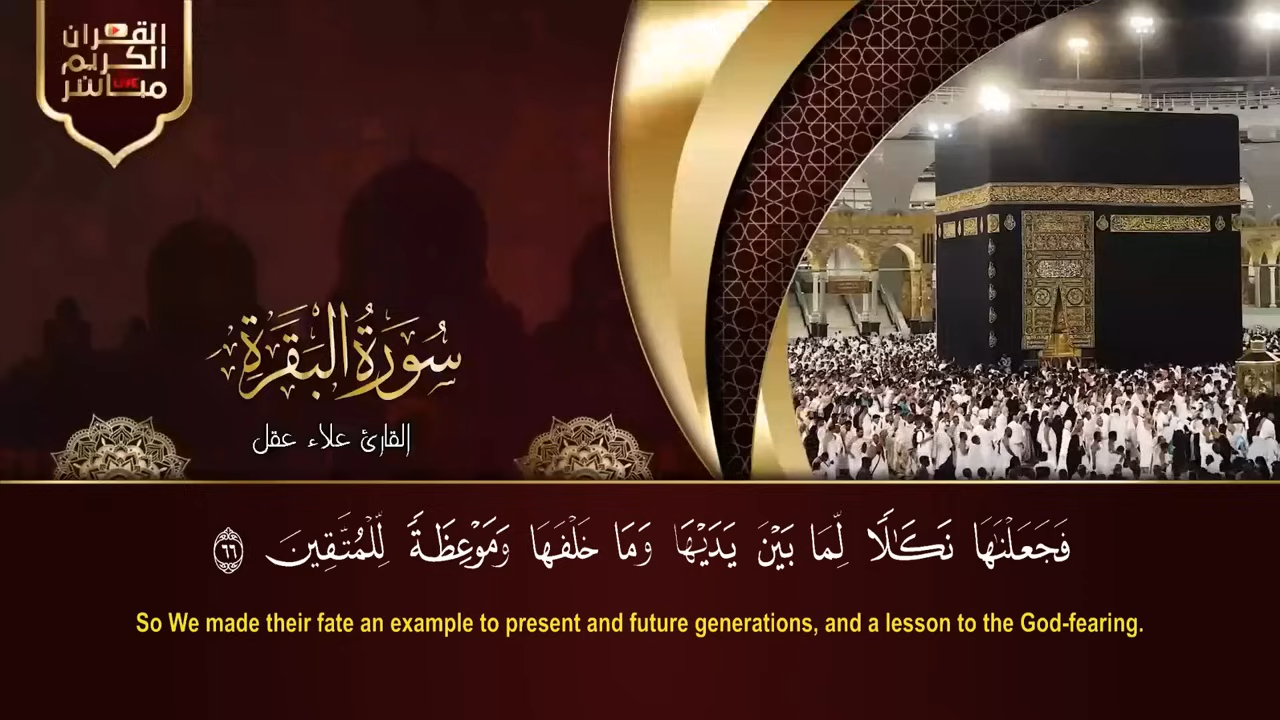 القرآن
الكريم
مباشر
LIVE
سُورَةُ البَقَرَة
القارئ علاء عقل
فَجَعَلْنَٰهَا نَكَٰلًا لِّمَا بَيْنَ يَدَيْهَا وَمَا خَلْفَهَا وَمَوْعِظَةً لِّلْمُتَّقِينَ ٦٦
So We made their fate an example to present and future generations, and a lesson to the God-fearing.